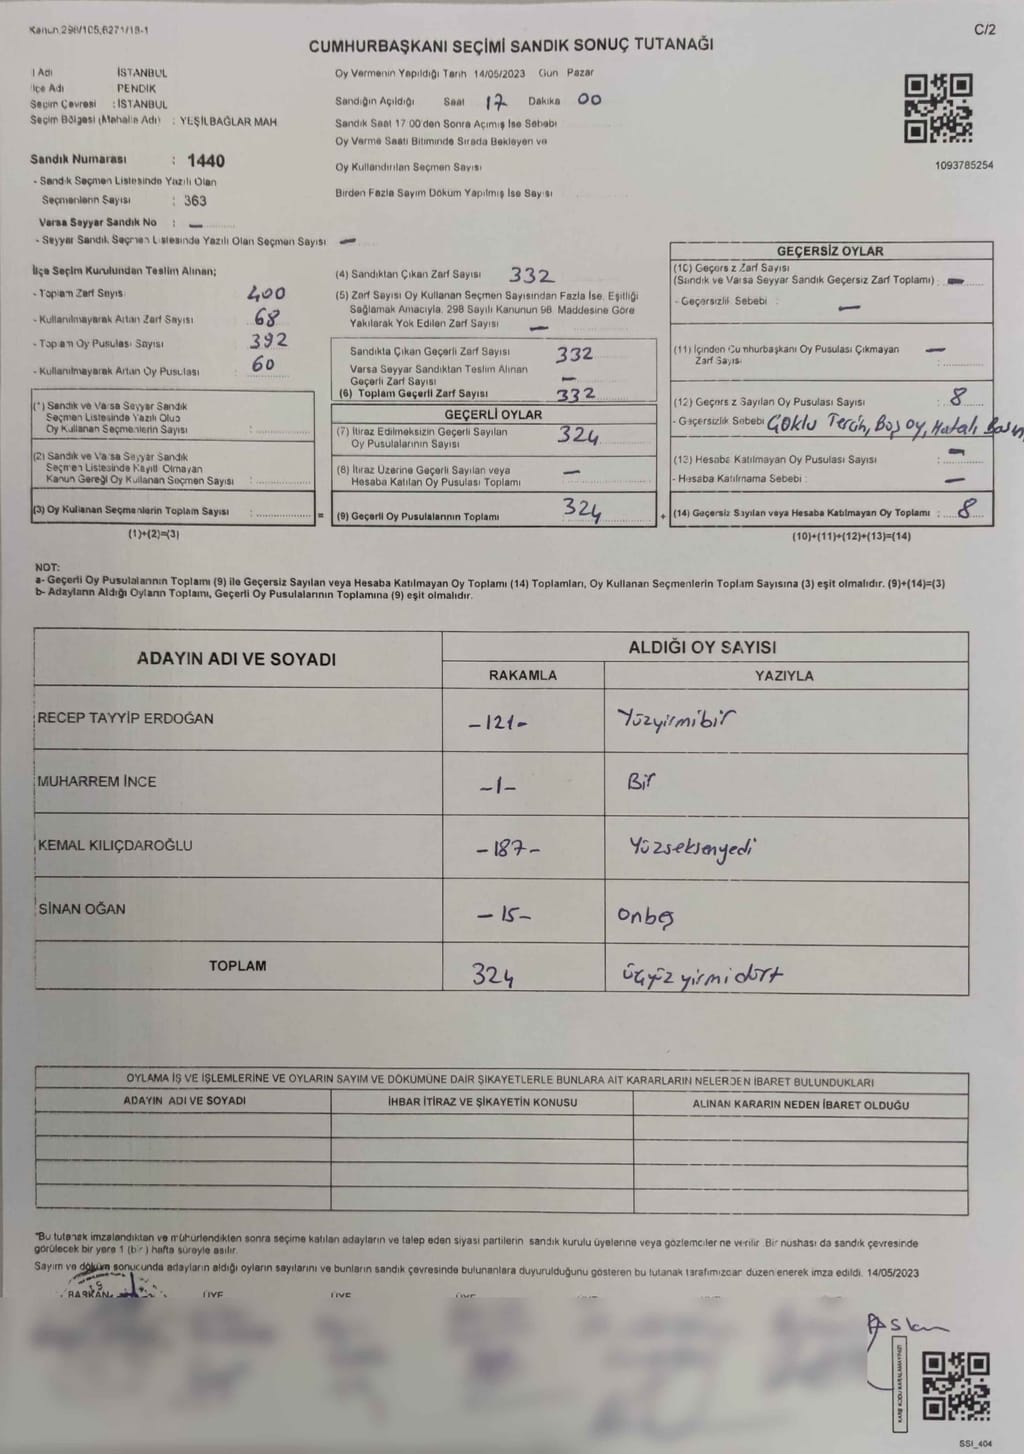 Kanun 298/105,6271/18-1
C/2
CUMHURBAŞKANI SEÇİMİ SANDIK SONUÇ TUTANAĞI
İl Adı İSTANBUL
İlçe Adı PENDİK
Seçim Çevresi : İSTANBUL
Seçim Bölgesi (Mahalle Adı) : YEŞİLBAĞLAR MAH
Sandık Numarası : 1440
- Sandık Seçmen Listesinde Yazılı Olan
Seçmenlerin Sayısı : 363
Varsa Seyyar Sandık No : —
- Seyyar Sandık Seçmen Listesinde Yazılı Olan Seçmen Sayısı —
Oy Vermenin Yapıldığı Tarih 14/05/2023 Gün Pazar
Sandığın Açıldığı Saat 17 Dakika 00
Sandık Saat 17 00'den Sonra Açılmış İse Sebebi
Oy Verme Saati Bitiminde Sırada Bekleyen ve
Oy Kullandırılan Seçmen Sayısı
Birden Fazla Sayım Döküm Yapılmış İse Sayısı
1093785254
İlçe Seçim Kurulundan Teslim Alınan;
- Toplam Zarf Sayısı 400
- Kullanılmayarak Artan Zarf Sayısı 68
- Toplam Oy Pusulası Sayısı 392
- Kullanılmayarak Artan Oy Pusulası 60
(1) Sandık ve Varsa Seyyar Sandık
Seçmen Listesinde Yazılı Olup
Oy Kullanan Seçmenlerin Sayısı :
(2) Sandık ve Varsa Seyyar Sandık
Seçmen Listesinde Kayıtlı Olmayan
Kanun Gereği Oy Kullanan Seçmen Sayısı :
(3) Oy Kullanan Seçmenlerin Toplam Sayısı : =
(1)+(2)=(3)
(4) Sandıktan Çıkan Zarf Sayısı 332
(5) Zarf Sayısı Oy Kullanan Seçmen Sayısından Fazla İse, Eşitliği
Sağlamak Amacıyla, 298 Sayılı Kanunun 98. Maddesine Göre
Yakılarak Yok Edilen Zarf Sayısı —
Sandıkta Çıkan Geçerli Zarf Sayısı 332
Varsa Seyyar Sandıktan Teslim Alınan
Geçerli Zarf Sayısı —
(6) Toplam Geçerli Zarf Sayısı 332
GEÇERLİ OYLAR
(7) İtiraz Edilmeksizin Geçerli Sayılan
Oy Pusulalarının Sayısı 324
(8) İtiraz Üzerine Geçerli Sayılan veya
Hesaba Katılan Oy Pusulası Toplamı —
(9) Geçerli Oy Pusulalarının Toplamı 324 +
GEÇERSİZ OYLAR
(10) Geçersiz Zarf Sayısı
(Sandık ve Varsa Seyyar Sandık Geçersiz Zarf Toplamı) : —
- Geçersizlik Sebebi : —
(11) İçinden Cumhurbaşkanı Oy Pusulası Çıkmayan
Zarf Sayısı : —
(12) Geçersiz Sayılan Oy Pusulası Sayısı : 8
- Geçersizlik Sebebi Çoklu Tercih, Boş oy, Hatalı Basım
(13) Hesaba Katılmayan Oy Pusulası Sayısı : —
- Hesaba Katılmama Sebebi : —
(14) Geçersiz Sayılan veya Hesaba Katılmayan Oy Toplamı : 8
(10)+(11)+(12)+(13)=(14)
NOT:
a- Geçerli Oy Pusulalarının Toplamı (9) ile Geçersiz Sayılan veya Hesaba Katılmayan Oy Toplamı (14) Toplamları, Oy Kullanan Seçmenlerin Toplam Sayısına (3) eşit olmalıdır. (9)+(14)=(3)
b- Adayların Aldığı Oyların Toplamı, Geçerli Oy Pusulalarının Toplamına (9) eşit olmalıdır.
ADAYIN ADI VE SOYADI
ALDIĞI OY SAYISI
RAKAMLA YAZIYLA
RECEP TAYYİP ERDOĞAN -121- Yüzyirmibir
MUHARREM İNCE -1- Bir
KEMAL KILIÇDAROĞLU -187- Yüzseksenyedi
SİNAN OĞAN -15- onbeş
TOPLAM 324 üçyüz yirmi dört
OYLAMA İŞ VE İŞLEMLERİNE VE OYLARIN SAYIM VE DÖKÜMÜNE DAİR ŞİKAYETLERLE BUNLARA AİT KARARLARIN NELERDEN İBARET BULUNDUKLARI
ADAYIN ADI VE SOYADI İHBAR İTİRAZ VE ŞİKAYETİN KONUSU ALINAN KARARIN NEDEN İBARET OLDUĞU
*Bu tutanak imzalandıktan ve mühürlendikten sonra seçime katılan adayların ve talep eden siyasi partilerin sandık kurulu üyelerine veya gözlemcilerine verilir. Bir nüshası da sandık çevresinde
görülecek bir yere 1 (bir) hafta süreyle asılır.
Sayım ve döküm sonucunda adayların aldığı oyların sayılarını ve bunların sandık çevresinde bulunanlara duyurulduğunu gösteren bu tutanak tarafımızdan düzenlenerek imza edildi. 14/05/2023
BAŞKAN ÜYE ÜYE
Aslan
KARE KODU KARALAMAYINIZ!
SSI_404